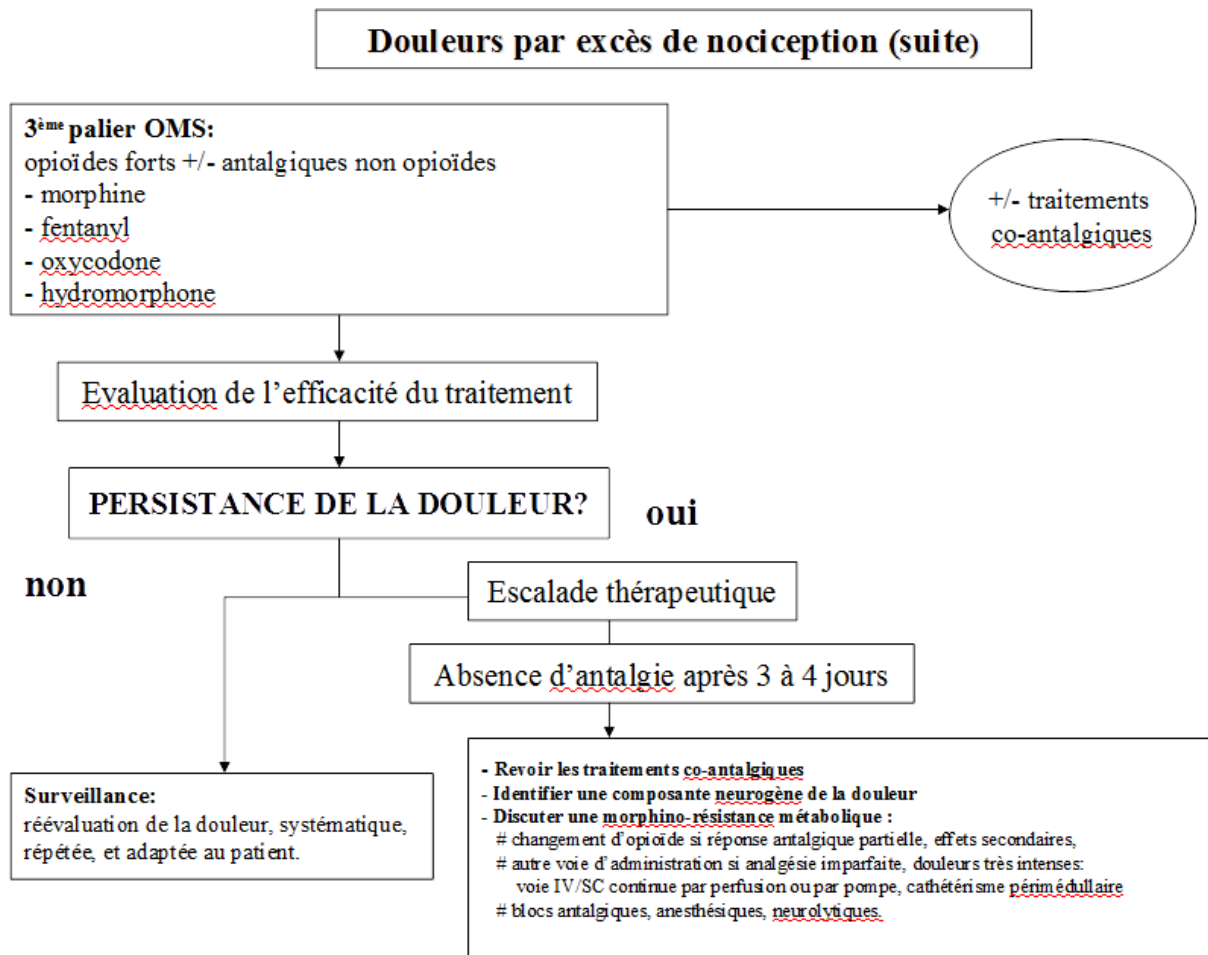 Douleurs par excès de nociception (suite)
3ème palier OMS:
opioïdes forts +/- antalgiques non opioïdes
- morphine
- fentanyl
- oxycodone
- hydromorphone
+/- traitements
co-antalgiques
Evaluation de l'efficacité du traitement
PERSISTANCE DE LA DOULEUR?
oui
non
Escalade thérapeutique
Absence d'antalgie après 3 à 4 jours
Surveillance:
réévaluation de la douleur, systématique,
répétée, et adaptée au patient.
- Revoir les traitements co-antalgiques
- Identifier une composante neurogène de la douleur
- Discuter une morphino-résistance métabolique :
# changement d'opioïde si réponse antalgique partielle, effets secondaires,
# autre voie d'administration si analgésie imparfaite, douleurs très intenses:
voie IV/SC continue par perfusion ou par pompe, cathétérisme périmédullaire
# blocs antalgiques, anesthésiques, neurolytiques.